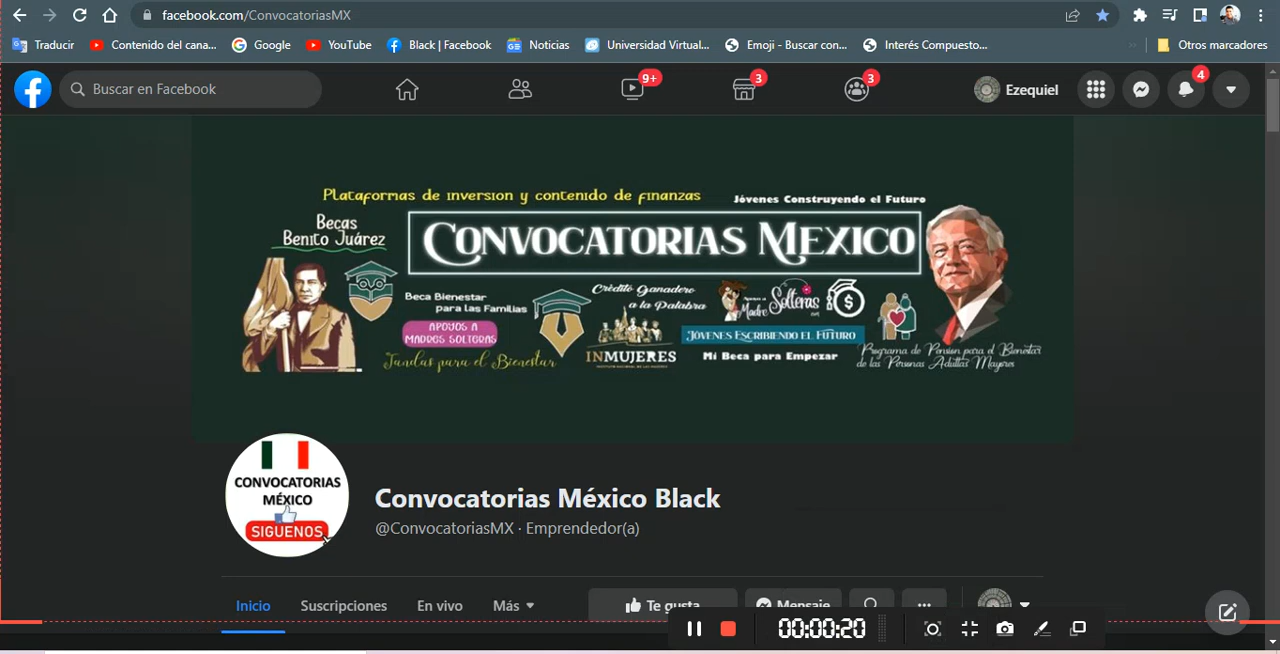 facebook.com/ConvocatoriasMX
Traducir
Contenido del cana...
Google
YouTube
Black | Facebook
Noticias
Universidad Virtual...
Emoji - Buscar con...
Interés Compuesto...
Otros marcadores
Buscar en Facebook
9+
3
3
Ezequiel
4
Plataformas de inversion y contenido de finanzas
Jóvenes Construyendo el Futuro
Becas
Benito Juárez
CONVOCATORIAS MEXICO
Beca Bienestar
para las Familias
Crédito Ganadero
a la Palabra
Madre
Solteras
APOYOS A
MADRES SOLTERAS
JÓVENES ESCRIBIENDO EL FUTURO
Tandas para el Bienestar
INMUJERES
INSTITUTO NACIONAL DE LAS MUJERES
Mi Beca para Empezar
Programa de Pensión para el Bienestar
de las Personas Adultas Mayores
CONVOCATORIAS
MÉXICO
SIGUENOS
Convocatorias México Black
@ConvocatoriasMX · Emprendedor(a)
Inicio
Suscripciones
En vivo
Más
Te gusta
Mensaje
00:00:20